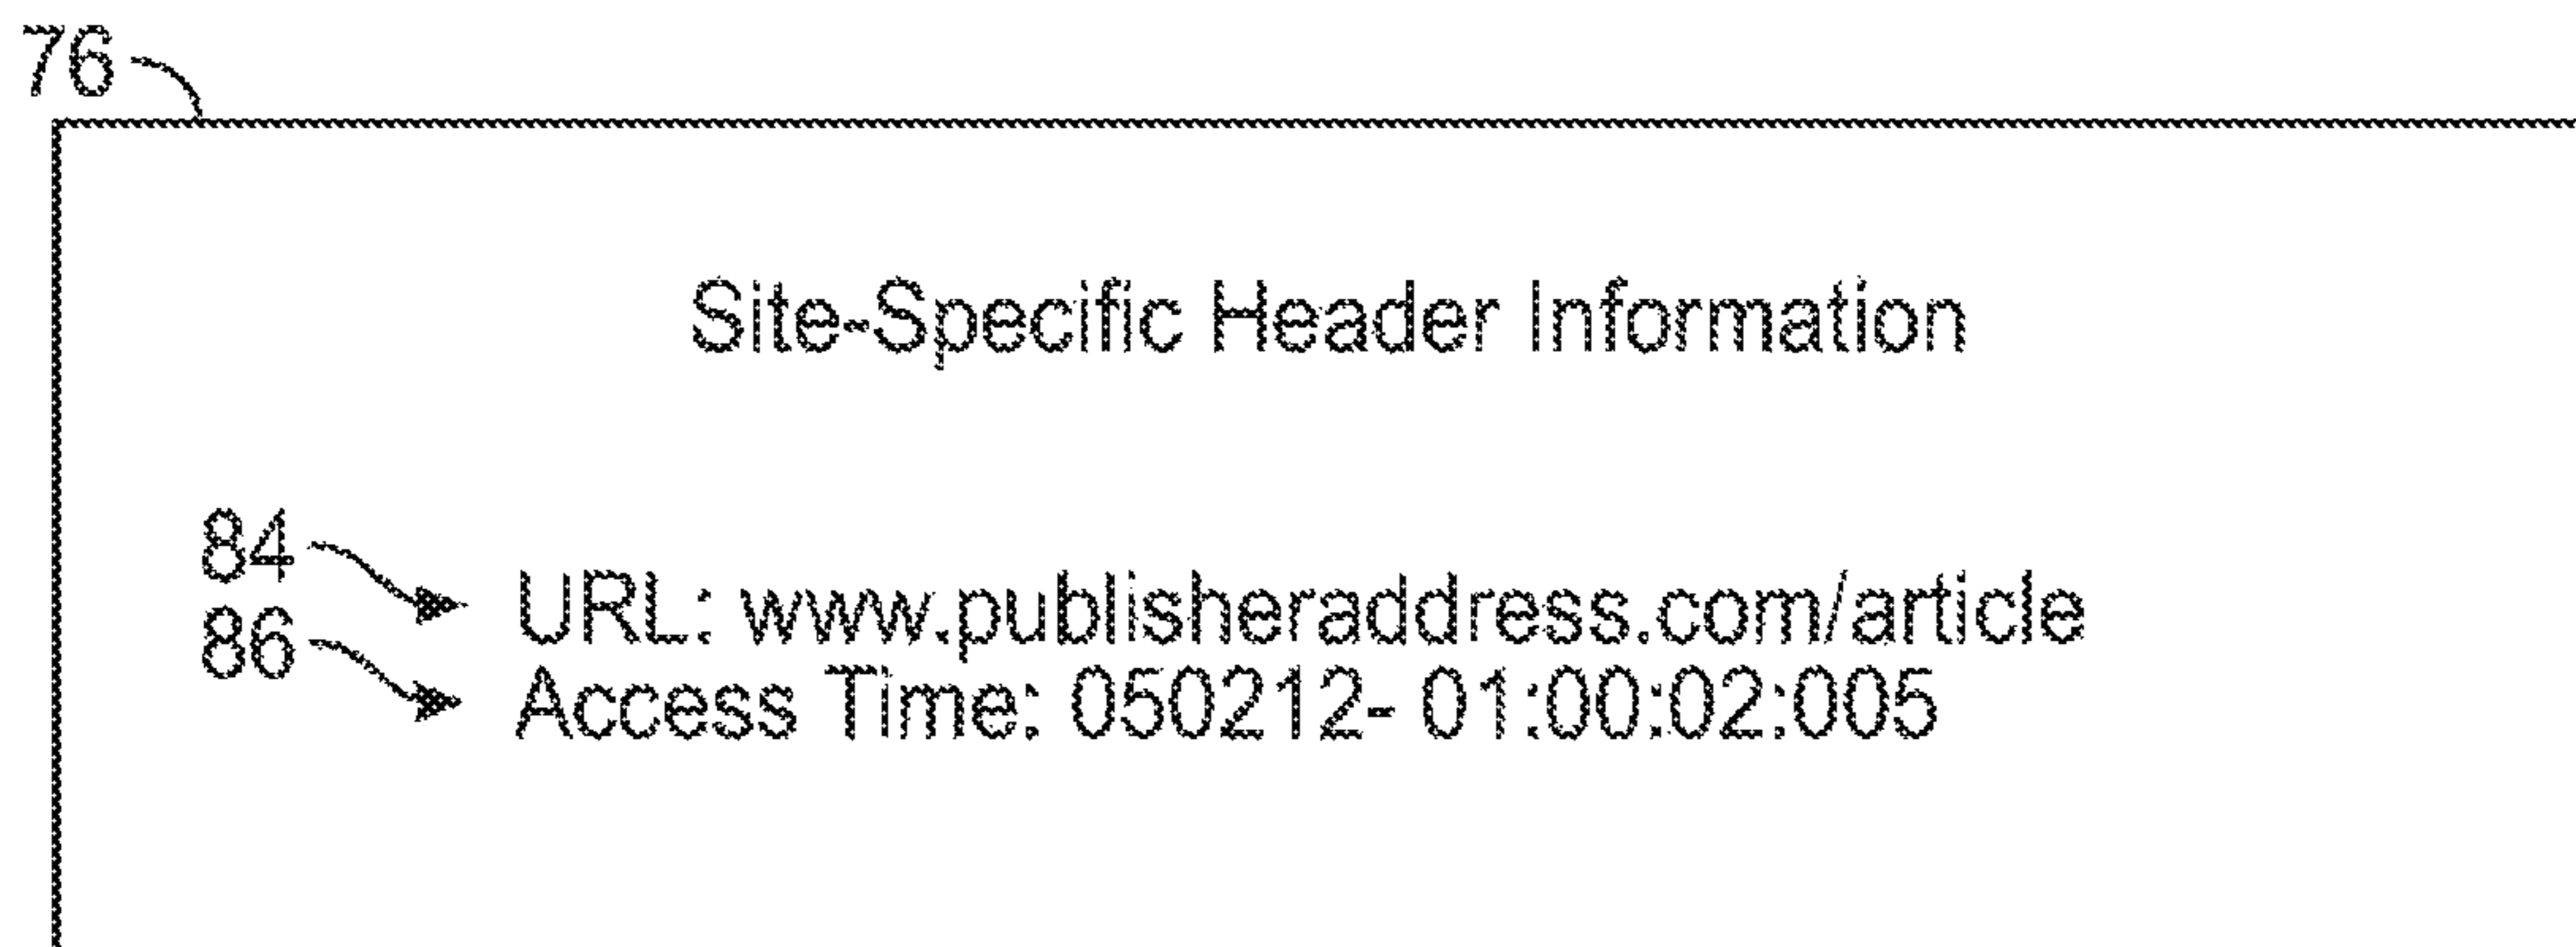 76
Site-Specific Header Information
84
URL: www.publisheraddress.com/article
86
Access Time: 050212- 01:00:02:005